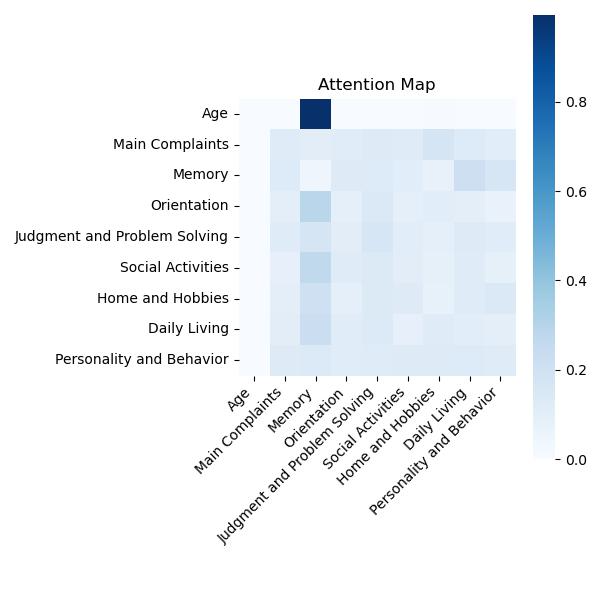 Attention Map
Age
Main Complaints
Memory
Orientation
Judgment and Problem Solving
Social Activities
Home and Hobbies
Daily Living
Personality and Behavior
Age
Main Complaints
Memory
Orientation
Judgment and Problem Solving
Social Activities
Home and Hobbies
Daily Living
Personality and Behavior
0.8
0.6
0.4
0.2
0.0